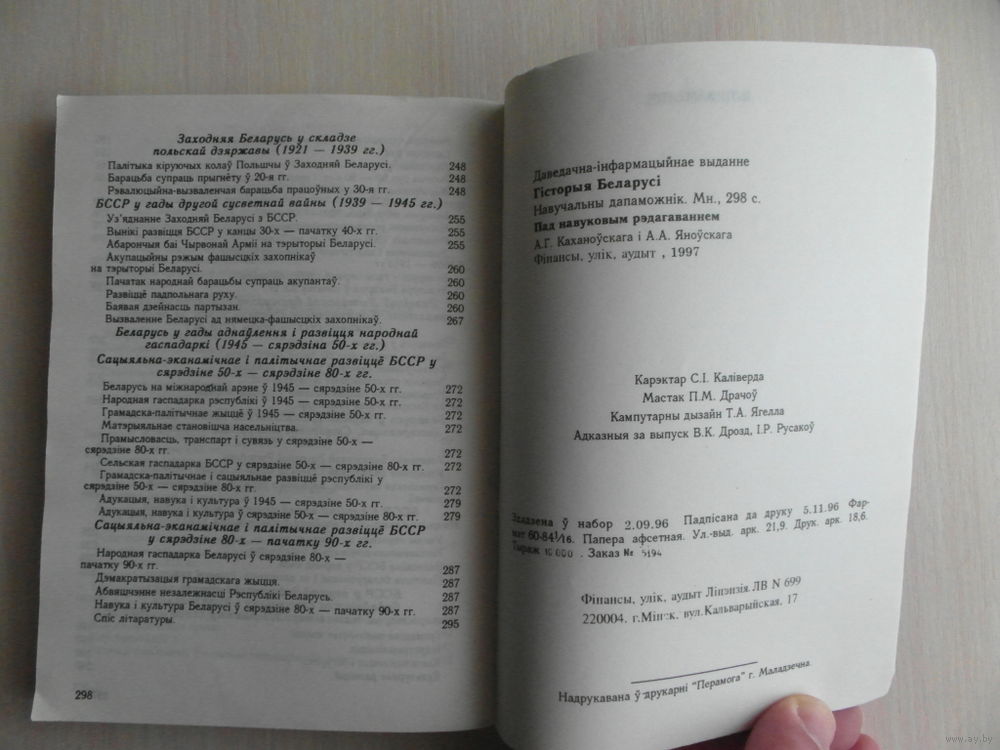 Заходняя Беларусь у складзе
польскай дзяржавы (1921 — 1939 гг.)
Палітыка кіруючых колаў Польшчы ў Заходняй Беларусі. 248
Барацьба супраць прыгнёту ў 20-я гг. 248
Рэвалюцыйна-вызваленчая барацьба працоўных у 30-я гг. 248
БССР у гады другой сусветнай вайны (1939 — 1945 гг.)
Уз'яднанне Заходняй Беларусі з БССР. 255
Вынікі развіцця БССР у канцы 30-х — пачатку 40-х гг. 255
Абарончыя баі Чырвонай Арміі на тэрыторыі Беларусі. 255
Акупацыйны рэжым фашысцкіх захопнікаў
на тэрыторыі Беларусі. 260
Пачатак народнай барацьбы супраць акупантаў. 260
Развіццё падпольнага руху. 260
Баявая дзейнасць партызан. 260
Вызваленне Беларусі ад нямецка-фашысцкіх захопнікаў. 267
Беларусь у гады аднаўлення і развіцця народнай
гаспадаркі (1945 — сярэдзіна 50-х гг.)
Сацыяльна-эканамічнае і палітычнае развіццё БССР у
сярэдзіне 50-х — сярэдзіне 80-х гг.
Беларусь на міжнароднай арэне ў 1945 — сярэдзіне 50-х гг. 272
Народная гаспадарка рэспублікі ў 1945 — сярэдзіне 50-х гг. 272
Грамадска-палітычнае жыццё ў 1945 — сярэдзіне 50-х гг. 272
Матэрыяльнае становішча насельніцтва. 272
Прамысловасць, транспарт і сувязь у сярэдзіне 50-х —
сярэдзіне 80-х гг. 272
Сельская гаспадарка БССР у сярэдзіне 50-х — сярэдзіне 80-х гг. 272
Грамадска-палітычнае і сацыяльнае развіццё рэспублікі у
сярэдзіне 50-х — сярэдзіне 80-х гг. 272
Адукацыя, навука і культура ў 1945 — сярэдзіне 50-х гг. 279
Адукацыя, навука і культура ў сярэдзіне 50-х — сярэдзіне 80-х гг. 279
Сацыяльна-эканамічнае і палітычнае развіццё БССР
у сярэдзіне 80-х — пачатку 90-х гг.
Народная гаспадарка Беларусі ў сярэдзіне 80-х —
пачатку 90-х гг. 287
Дэмакратызацыя грамадскага жыцця. 287
Абвяшчэнне незалежнасці Рэспублікі Беларусь. 287
Навука і культура Беларусі ў сярэдзіне 80-х — пачатку 90-х гг. 287
Спіс літаратуры. 295
298
Даведачна-інфармацыйнае выданне
Гісторыя Беларусі
Навучальны дапаможнік. Мн., 298 с.
Пад навуковым рэдагаваннем
А.Г. Каханоўскага і А.А. Яноўскага
Фінансы, улік, аудыт , 1997
Карэктар С.І. Каліверда
Мастак П.М. Драчоў
Кампутарны дызайн Т.А. Ягелла
Адказныя за выпуск В.К. Дрозд, І.Р. Русакоў
Здадзена ў набор 2.09.96 Падпісана да друку 5.11.96 Фар-
мат 60-84 1/16. Папера афсетная. Ул.-выд. арк. 21,9. Друк. арк. 18,6.
Тыраж 10 000 . Заказ № 5194
Фінансы, улік, аудыт Ліцэнзія ЛВ N 699
220004, г.Мінск, вул.Кальварыйская, 17
Надрукавана ў друкарні "Перамога" г. Маладзечна
www.ay.by